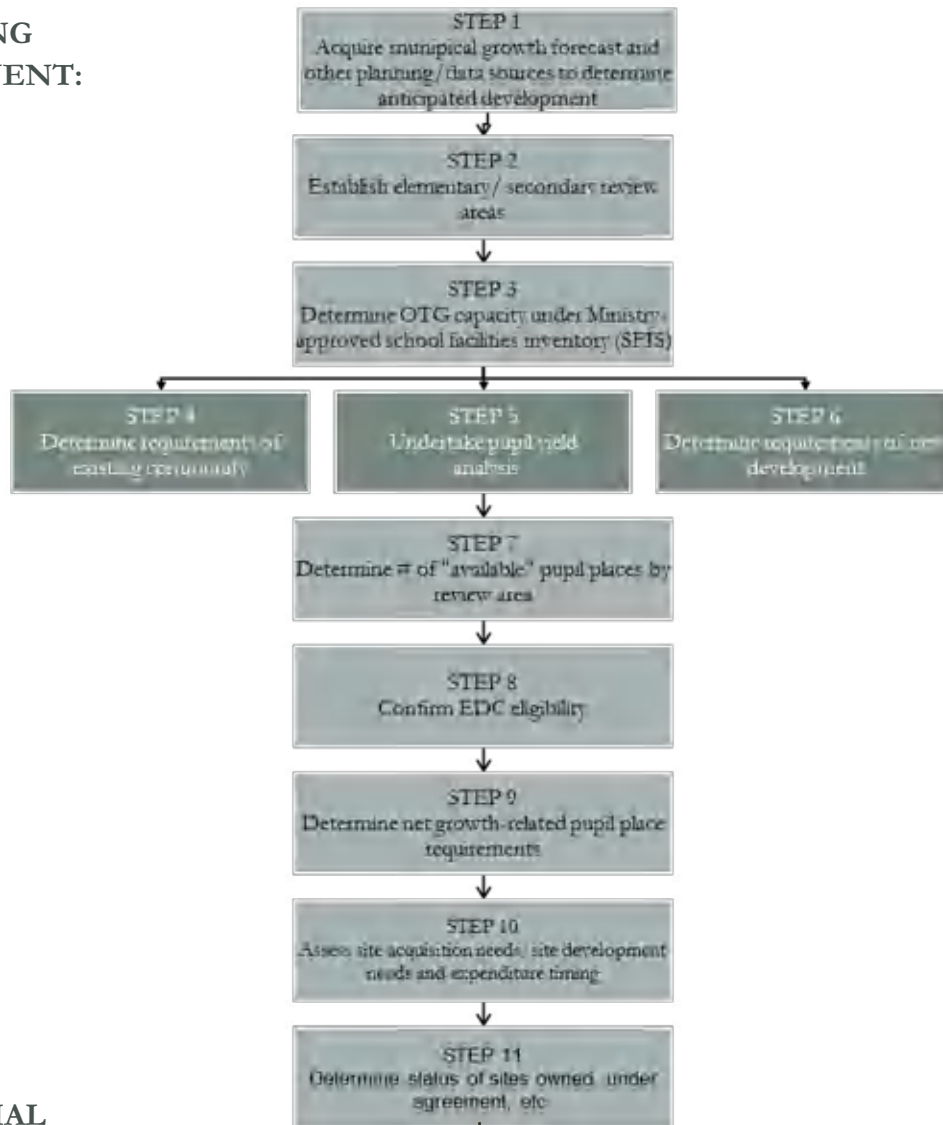 NG
VENT:
STEP 1
Acquire munipical growth forecast and
other planning/data sources to determine
anticipated development
STEP 2
Establish elementary/ secondary review
areas
STEP 3
Determine OTG capacity under Ministry-
approved school facilities inventory (SFIS)
STEP 4
Determine requirements of
existing community
STEP 5
Undertake pupil yield
analysis
STEP 6
Determine requirements of new
development
STEP 7
Determine # of "available" pupil places by
review area
STEP 8
Confirm EDC eligibility
STEP 9
Determine net growth-related pupil place
requirements
STEP 10
Assess site acquisition needs, site development
needs and expenditure timing
STEP 11
Determine status of sites owned, under
agreement, etc
IAL